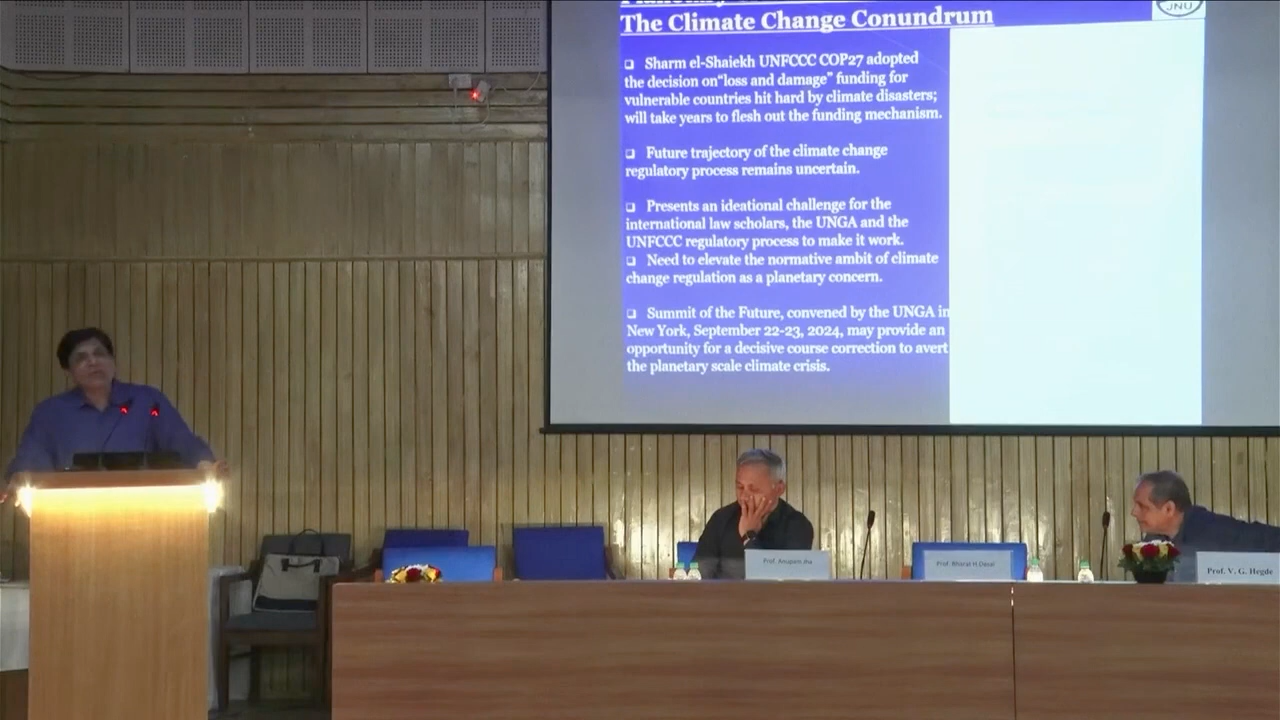 The Climate Change Conundrum
JNU
❑ Sharm el-Shaiekh UNFCCC COP27 adopted
the decision on“loss and damage” funding for
vulnerable countries hit hard by climate disasters;
will take years to flesh out the funding mechanism.
❑ Future trajectory of the climate change
regulatory process remains uncertain.
❑ Presents an ideational challenge for the
international law scholars, the UNGA and the
UNFCCC regulatory process to make it work.
❑ Need to elevate the normative ambit of climate
change regulation as a planetary concern.
❑ Summit of the Future, convened by the UNGA in
New York, September 22-23, 2024, may provide an
opportunity for a decisive course correction to avert
the planetary scale climate crisis.
Prof. Anupam Jha
Prof. Bharat H Desai
Prof. V. G. Hegde